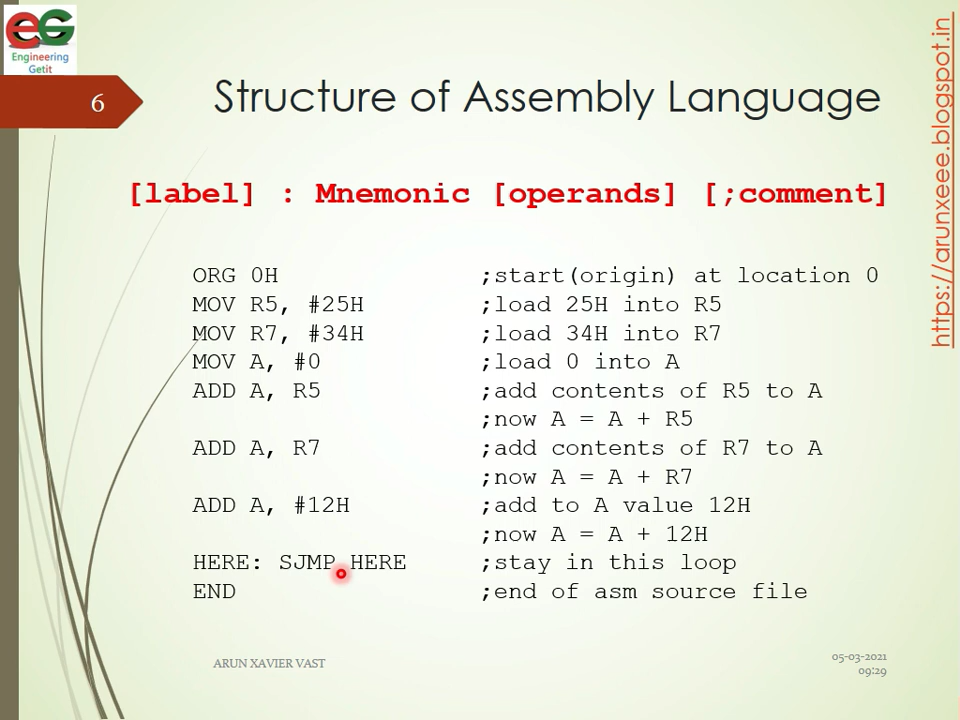 eG
Engineering
Getit
6
Structure of Assembly Language
[label] : Mnemonic [operands] [;comment]
ORG 0H ;start(origin) at location 0
MOV R5, #25H ;load 25H into R5
MOV R7, #34H ;load 34H into R7
MOV A, #0 ;load 0 into A
ADD A, R5 ;add contents of R5 to A
;now A = A + R5
ADD A, R7 ;add contents of R7 to A
;now A = A + R7
ADD A, #12H ;add to A value 12H
;now A = A + 12H
HERE: SJMP HERE ;stay in this loop
END ;end of asm source file
ARUN XAVIER VAST
05-03-2021
09:29
https://arunxeee.blogspot.in